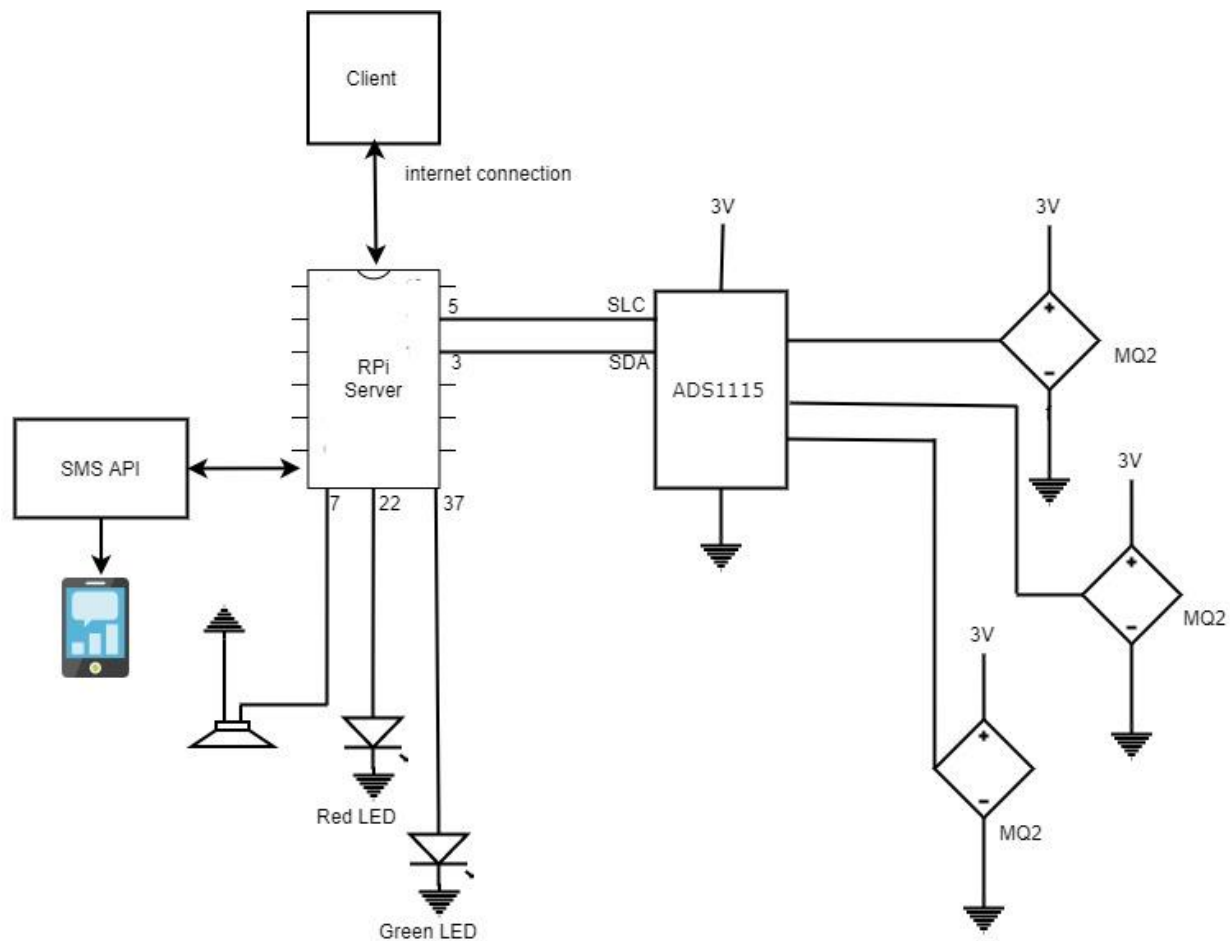 Client
internet connection
3V
3V
5
SLC
RPi
Server
3
SDA
ADS1115
MQ2
SMS API
3V
7
22
37
MQ2
3V
Red LED
MQ2
Green LED